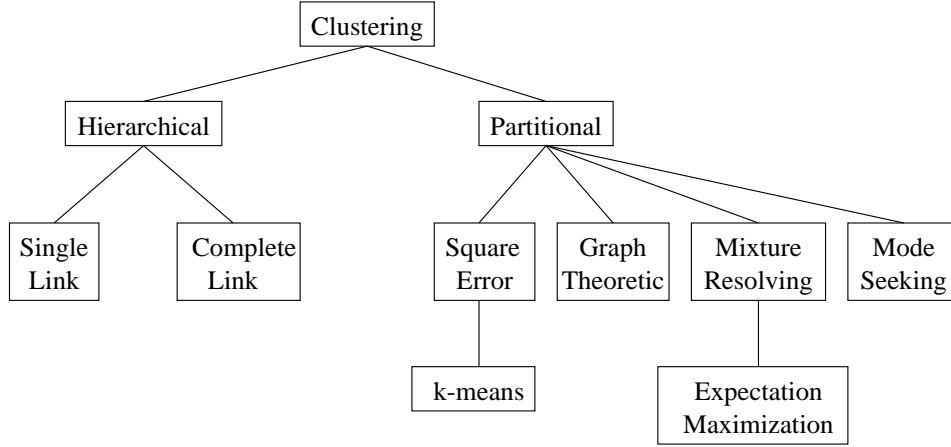 Clustering
Hierarchical
Partitional
Single
Link
Complete
Link
Square
Error
Graph
Theoretic
Mixture
Resolving
Mode
Seeking
k-means
Expectation
Maximization